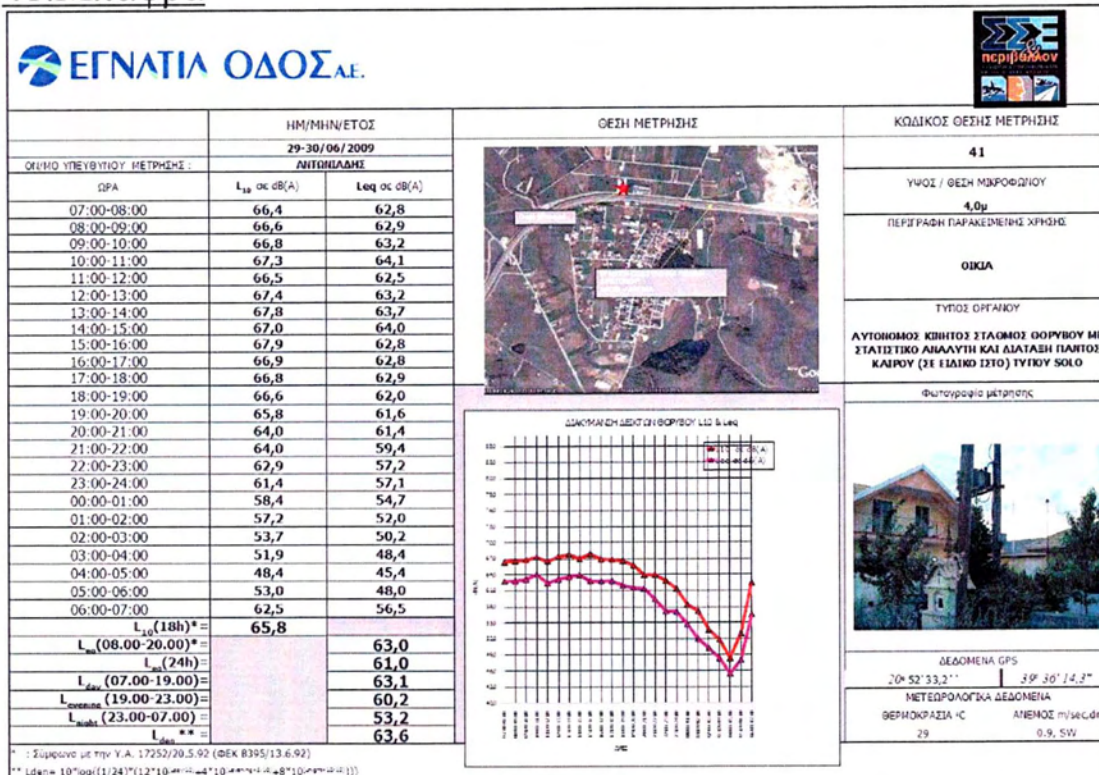 ΕΓΝΑΤΙΑ ΟΔΟΣ Α.Ε.
ΣΣ&Ε
περιβάλλον
ΗΜ/ΜΗΝ/ΕΤΟΣ
ΘΕΣΗ ΜΕΤΡΗΣΗΣ
ΚΩΔΙΚΟΣ ΘΕΣΗΣ ΜΕΤΡΗΣΗΣ
29-30/06/2009
41
ΟΝ/ΜΟ ΥΠΕΥΘΥΝΟΥ ΜΕΤΡΗΣΗΣ :
ΑΝΤΩΝΙΑΔΗΣ
ΩΡΑ L10 σε dB(A) Leq σε dB(A)
07:00-08:00 66,4 62,8
08:00-09:00 66,6 62,9
09:00-10:00 66,8 63,2
10:00-11:00 67,3 64,1
11:00-12:00 66,5 62,5
12:00-13:00 67,4 63,2
13:00-14:00 67,8 63,7
14:00-15:00 67,0 64,0
15:00-16:00 67,9 62,8
16:00-17:00 66,9 62,8
17:00-18:00 66,8 62,9
18:00-19:00 66,6 62,0
19:00-20:00 65,8 61,6
20:00-21:00 64,0 61,4
21:00-22:00 64,0 59,4
22:00-23:00 62,9 57,2
23:00-24:00 61,4 57,1
00:00-01:00 58,4 54,7
01:00-02:00 57,2 52,0
02:00-03:00 53,7 50,2
03:00-04:00 51,9 48,4
04:00-05:00 48,4 45,4
05:00-06:00 53,0 48,0
06:00-07:00 62,5 56,5
L10(18h)*= 65,8
Leq(08.00-20.00)*= 63,0
Leq(24h)= 61,0
Lday (07.00-19.00)= 63,1
Levening (19.00-23.00)= 60,2
Lnight (23.00-07.00) = 53,2
Lden ** = 63,6
* : Σύμφωνα με την Υ.Α. 17252/20.5.92 (ΦΕΚ Β395/13.6.92)
ΥΨΟΣ / ΘΕΣΗ ΜΙΚΡΟΦΩΝΟΥ
4,0μ
ΠΕΡΙΓΡΑΦΗ ΠΑΡΑΚΕΙΜΕΝΗΣ ΧΡΗΣΗΣ
ΟΙΚΙΑ
ΤΥΠΟΣ ΟΡΓΑΝΟΥ
ΑΥΤΟΝΟΜΟΣ ΚΙΝΗΤΟΣ ΣΤΑΘΜΟΣ ΘΟΡΥΒΟΥ ΜΕ
ΣΤΑΤΙΣΤΙΚΟ ΑΝΑΛΥΤΗ ΚΑΙ ΔΙΑΤΑΞΗ ΠΑΝΤΟΣ
ΚΑΙΡΟΥ (ΣΕ ΕΙΔΙΚΟ ΙΣΤΟ) ΤΥΠΟΥ SOLO
Φωτογραφία μέτρησης
ΔΙΑΚΥΜΑΝΣΗ ΔΕΙΚΤΩΝ ΘΟΡΥΒΟΥ L10 & Leq
L10 σε dB(A)
Leq σε dB(A)
ΔΕΔΟΜΕΝΑ GPS
20° 52'33,2'' 39° 36'14,3"
ΜΕΤΕΩΡΟΛΟΓΙΚΑ ΔΕΔΟΜΕΝΑ
ΘΕΡΜΟΚΡΑΣΙΑ °C ΑΝΕΜΟΣ m/sec,
29 0.9, SW